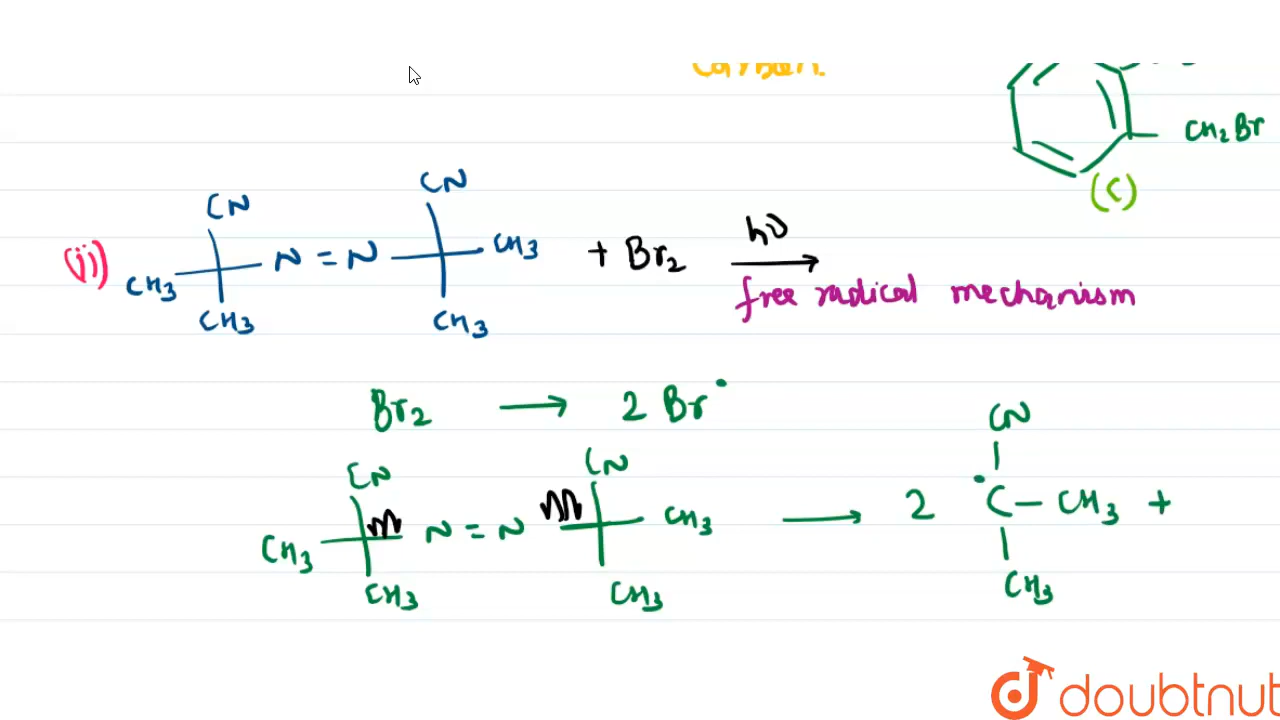 CH₂Br
(C)
(ii) CH₃ CN CH₃ N=N CN CH₃ CH₃ + Br₂ hν
free radical mechanism
Br₂ → 2 Br•
CH₃ CN CH₃ N=N CN CH₃ CH₃ → 2 •C CN – CH₃ CH₃ +
doubtnut